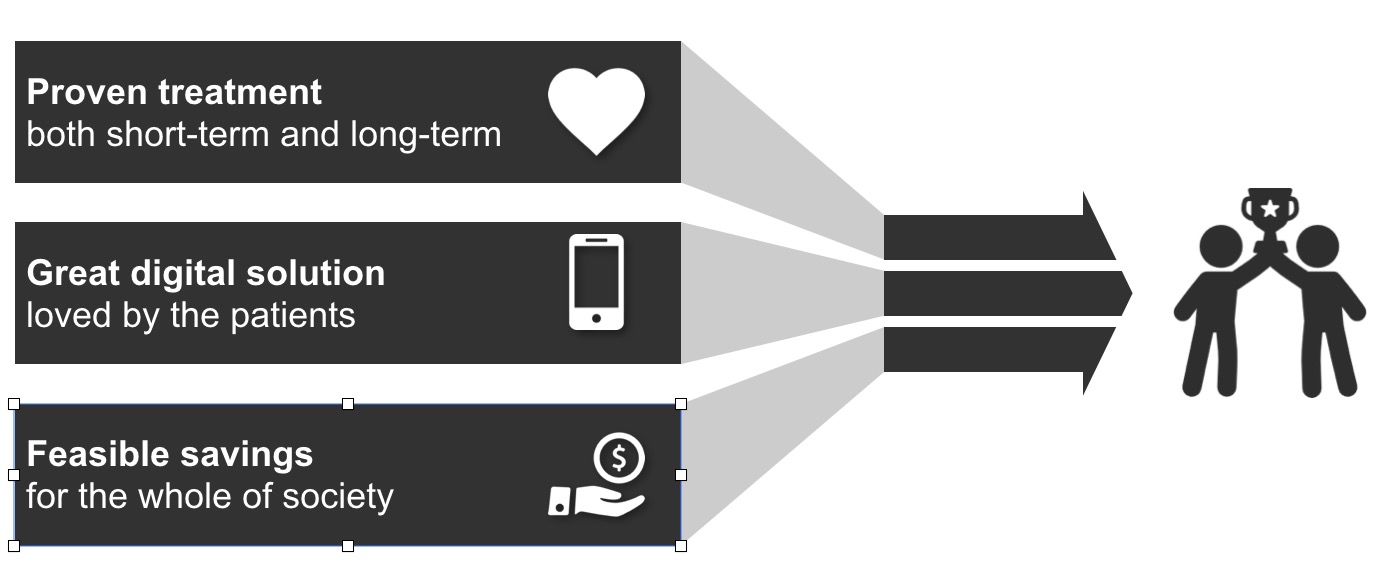 Proven treatment
both short-term and long-term
Great digital solution
loved by the patients
Feasible savings
$
for the whole of society